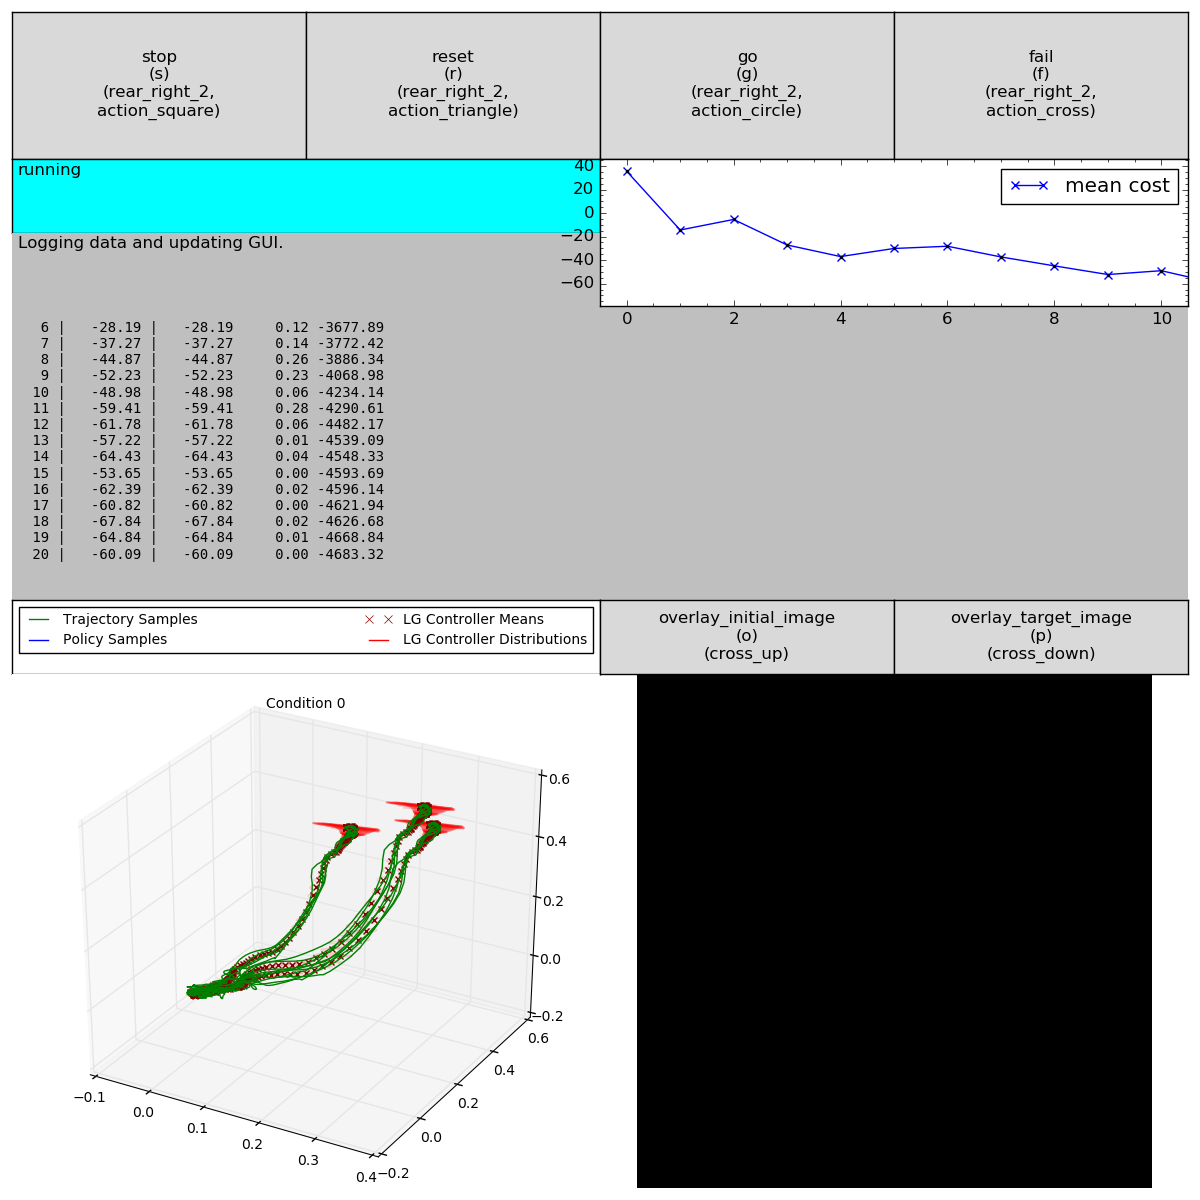 stop
(s)
(rear_right_2,
action_square)
reset
(r)
(rear_right_2,
action_triangle)
go
(g)
(rear_right_2,
action_circle)
fail
(f)
(rear_right_2,
action_cross)
running
Logging data and updating GUI.
40
20
0
−20
−40
−60
mean cost
0 2 4 6 8 10
6 | -28.19 | -28.19 0.12 -3677.89
7 | -37.27 | -37.27 0.14 -3772.42
8 | -44.87 | -44.87 0.26 -3886.34
9 | -52.23 | -52.23 0.23 -4068.98
10 | -48.98 | -48.98 0.06 -4234.14
11 | -59.41 | -59.41 0.28 -4290.61
12 | -61.78 | -61.78 0.06 -4482.17
13 | -57.22 | -57.22 0.01 -4539.09
14 | -64.43 | -64.43 0.04 -4548.33
15 | -53.65 | -53.65 0.00 -4593.69
16 | -62.39 | -62.39 0.02 -4596.14
17 | -60.82 | -60.82 0.00 -4621.94
18 | -67.84 | -67.84 0.02 -4626.68
19 | -64.84 | -64.84 0.01 -4668.84
20 | -60.09 | -60.09 0.00 -4683.32
Trajectory Samples
Policy Samples
LG Controller Means
LG Controller Distributions
overlay_initial_image
(o)
(cross_up)
overlay_target_image
(p)
(cross_down)
Condition 0
0.6
0.4
0.2
0.0
−0.2
0.6
0.4
0.2
0.0
−0.2
−0.1
0.0
0.1
0.2
0.3
0.4